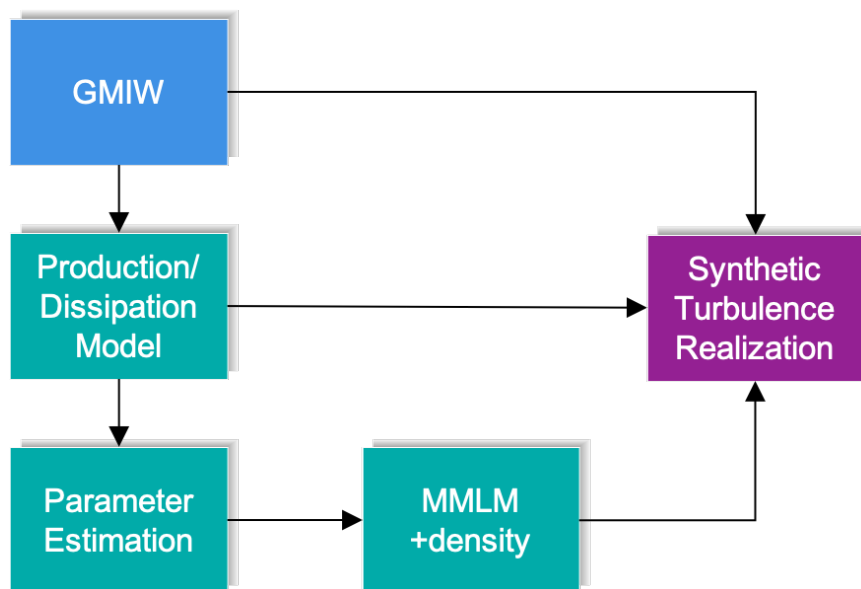 GMIW
Production/
Dissipation
Model
Synthetic
Turbulence
Realization
Parameter
Estimation
MMLM
+density